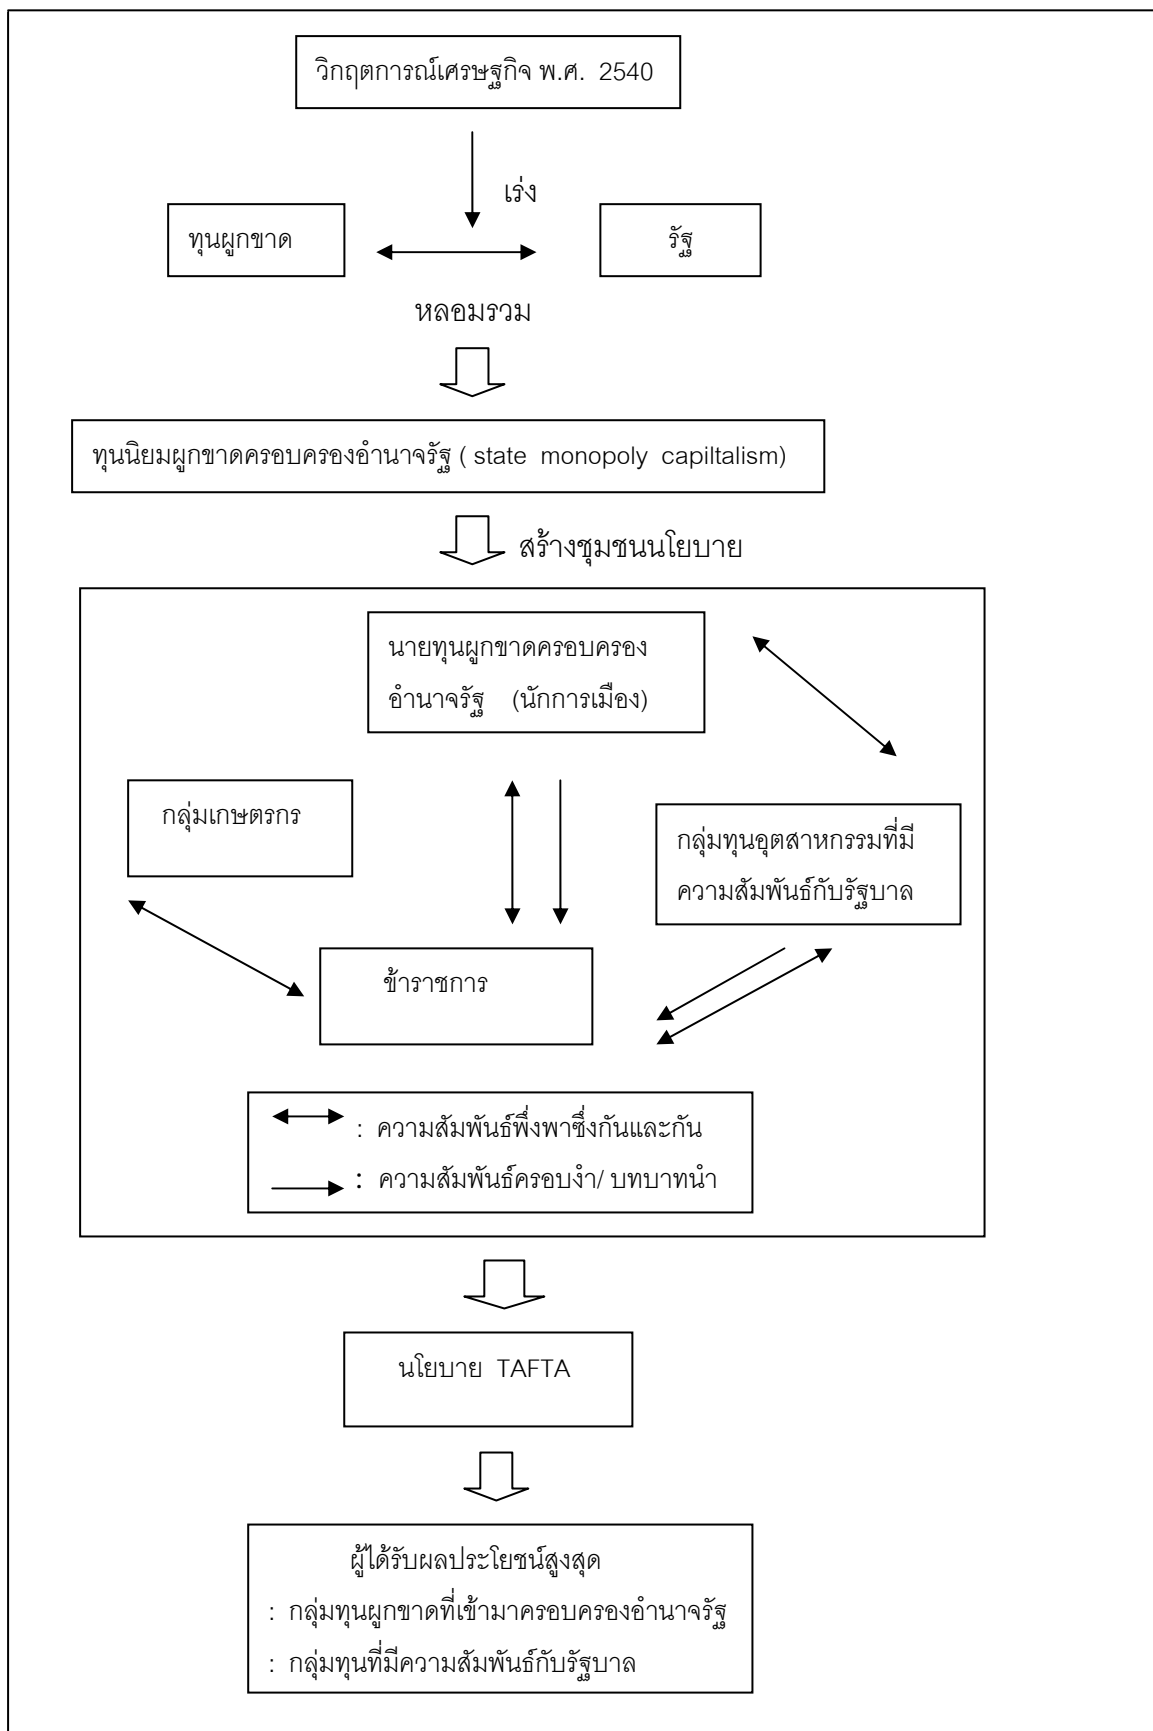 วิกฤตการณ์เศรษฐกิจ พ.ศ. 2540
เร่ง
ทุนผูกขาด
รัฐ
หลอมรวม
ทุนนิยมผูกขาดครอบครองอำนาจรัฐ ( state monopoly capiltalism)
สร้างชุมชนนโยบาย
นายทุนผูกขาดครอบครอง
อำนาจรัฐ (นักการเมือง)
กลุ่มเกษตรกร
กลุ่มทุนอุตสาหกรรมที่มี
ความสัมพันธ์กับรัฐบาล
ข้าราชการ
: ความสัมพันธ์พึ่งพาซึ่งกันและกัน
: ความสัมพันธ์ครอบงำ/ บทบาทนำ
นโยบาย TAFTA
ผู้ได้รับผลประโยชน์สูงสุด
: กลุ่มทุนผูกขาดที่เข้ามาครอบครองอำนาจรัฐ
: กลุ่มทุนที่มีความสัมพันธ์กับรัฐบาล